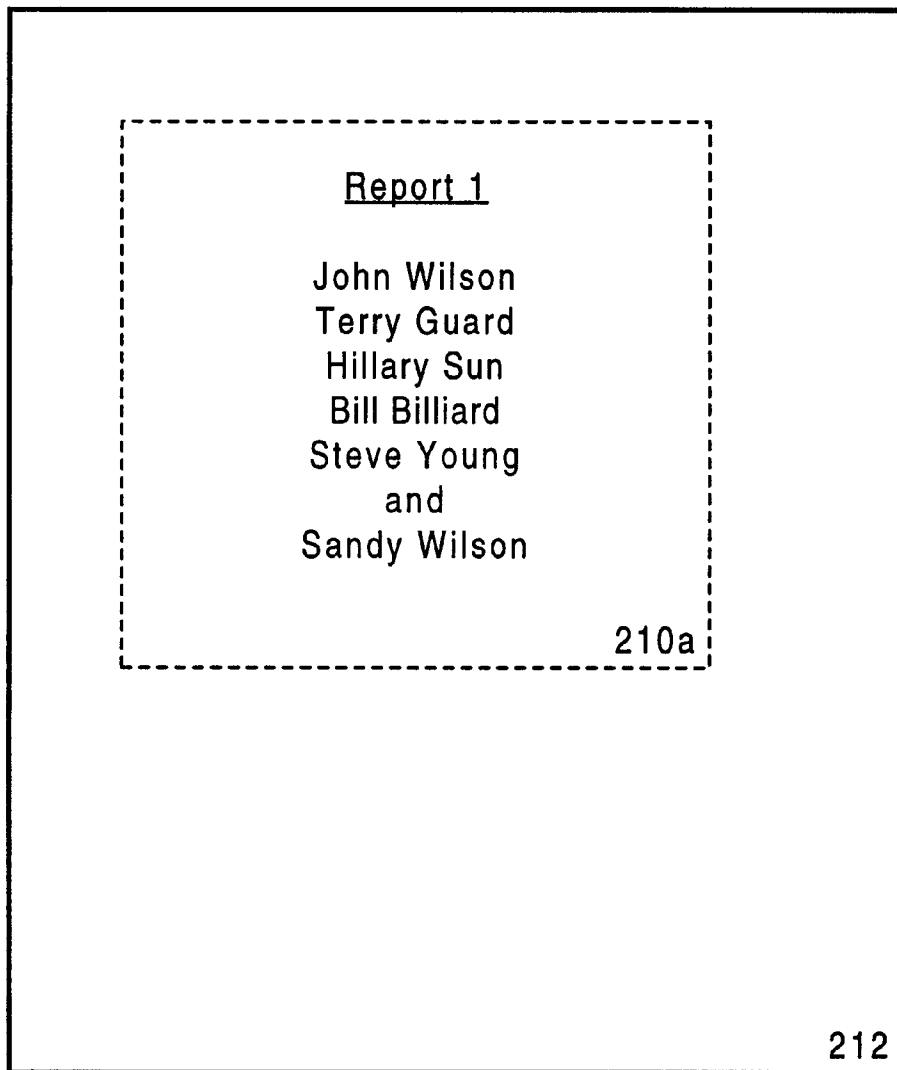 Report 1
John Wilson
Terry Guard
Hillary Sun
Bill Billiard
Steve Young
and
Sandy Wilson
210a
212